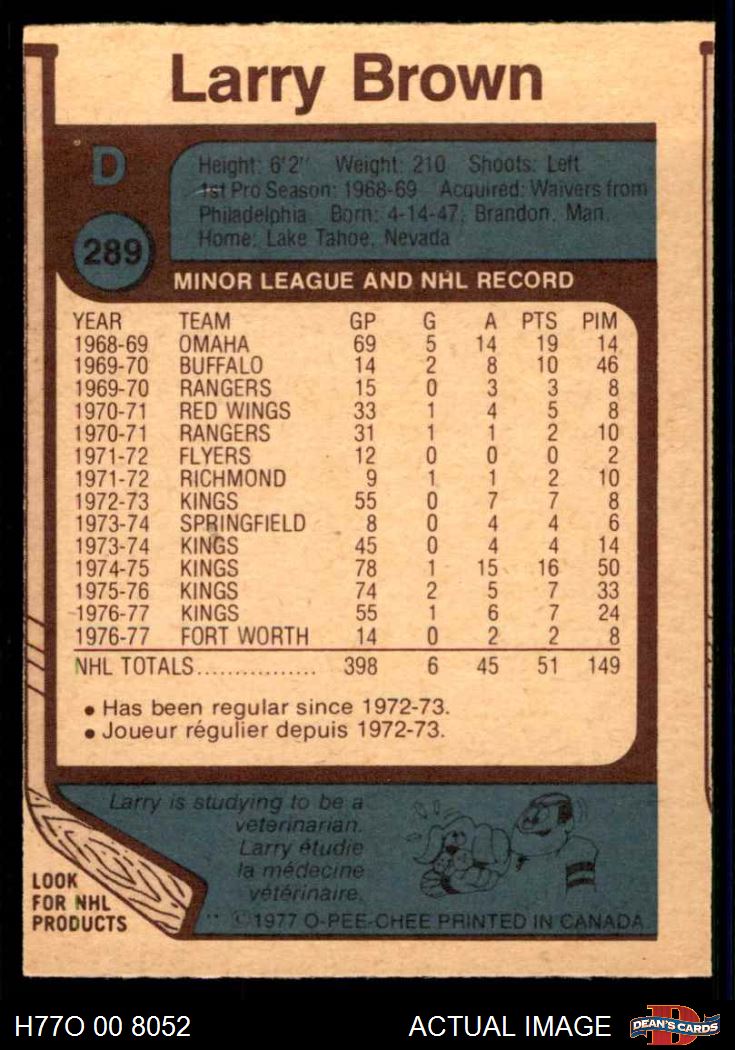 Larry Brown
D
289
Height: 6'2" Weight: 210 Shoots: Left
1st Pro Season: 1968-69 Acquired: Waivers from
Philadelphia Born: 4-14-47, Brandon, Man.
Home: Lake Tahoe, Nevada
MINOR LEAGUE AND NHL RECORD
YEAR TEAM GP G A PTS PIM
1968-69 OMAHA 69 5 14 19 14
1969-70 BUFFALO 14 2 8 10 46
1969-70 RANGERS 15 0 3 3 8
1970-71 RED WINGS 33 1 4 5 8
1970-71 RANGERS 31 1 1 2 10
1971-72 FLYERS 12 0 0 0 2
1971-72 RICHMOND 9 1 1 2 10
1972-73 KINGS 55 0 7 7 8
1973-74 SPRINGFIELD 8 0 4 4 6
1973-74 KINGS 45 0 4 4 14
1974-75 KINGS 78 1 15 16 50
1975-76 KINGS 74 2 5 7 33
1976-77 KINGS 55 1 6 7 24
1976-77 FORT WORTH 14 0 2 2 8
NHL TOTALS................ 398 6 45 51 149
• Has been regular since 1972-73.
• Joueur régulier depuis 1972-73.
Larry is studying to be a
veterinarian.
Larry étudie
la médecine
vétérinaire.
LOOK
FOR NHL
PRODUCTS
©1977 O-PEE-CHEE PRINTED IN CANADA
H77O 00 8052
ACTUAL IMAGE
D
DEAN'S CARDS